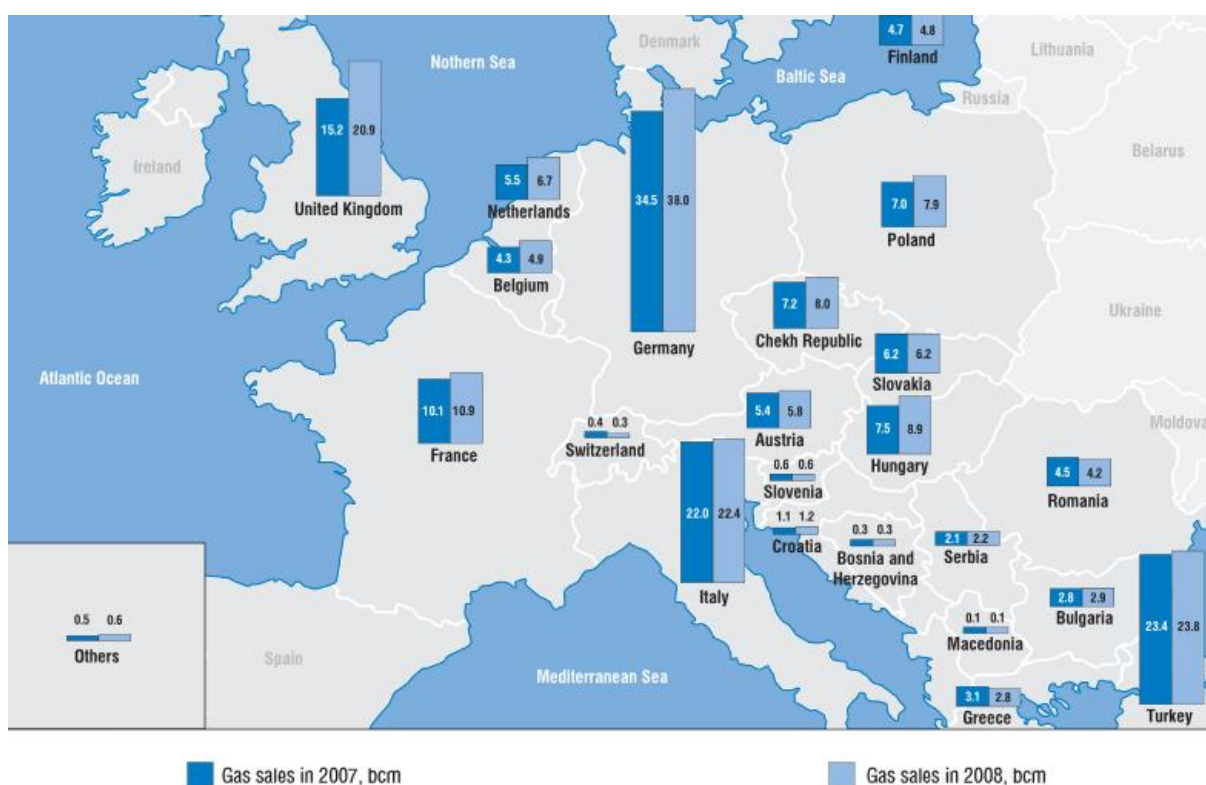 4.7 4.8
Finland
Denmark
Lithuania
Nothern Sea
Baltic Sea
Russia
15.2 20.9
United Kingdom
Ireland
Belarus
5.5 6.7
Netherlands
34.5 38.0
Germany
7.0 7.9
Poland
4.3 4.9
Belgium
7.2 8.0
Chekh Republic
Ukraine
6.2 6.2
Slovakia
Atlantic Ocean
10.1 10.9
France
0.4 0.3
Switzerland
5.4 5.8
Austria
7.5 8.9
Hungary
Moldova
0.6 0.6
Slovenia
4.5 4.2
Romania
22.0 22.4
Italy
1.1 1.2
Croatia
0.3 0.3
Bosnia and
Herzegovina
2.1 2.2
Serbia
2.8 2.9
Bulgaria
0.5 0.6
Others
Spain
Mediterranean Sea
0.1 0.1
Macedonia
23.4 23.8
Turkey
3.1 2.8
Greece
Gas sales in 2007, bcm
Gas sales in 2008, bcm